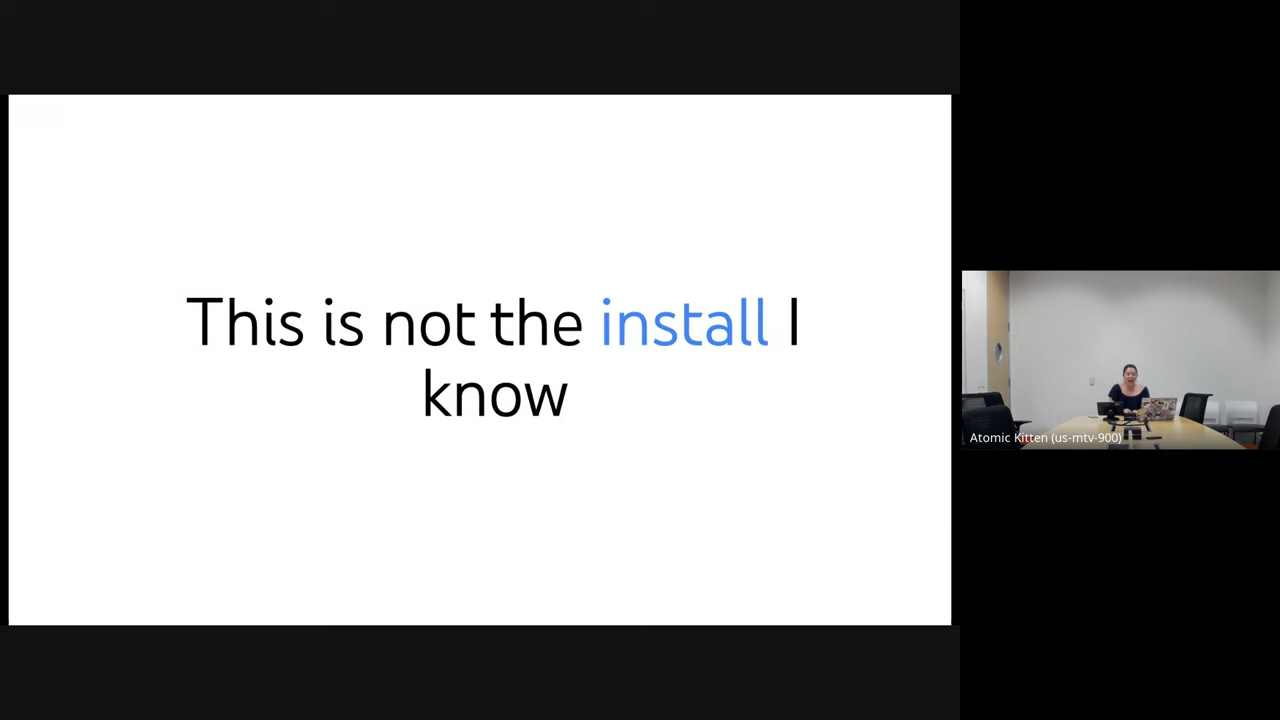 This is not the install I
know
Atomic Kitten (us-mtv-900)